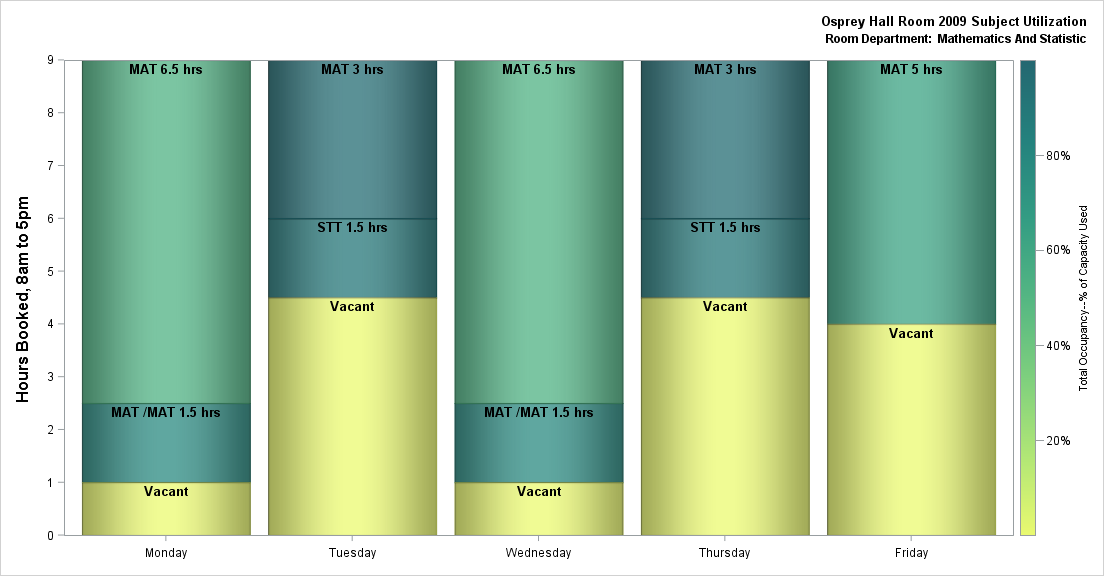 Osprey Hall Room 2009 Subject Utilization
Room Department: Mathematics And Statistic
Hours Booked, 8am to 5pm
9
8
7
6
5
4
3
2
1
0
MAT 6.5 hrs
MAT /MAT 1.5 hrs
Vacant
MAT 3 hrs
STT 1.5 hrs
Vacant
MAT 6.5 hrs
MAT /MAT 1.5 hrs
Vacant
MAT 3 hrs
STT 1.5 hrs
Vacant
MAT 5 hrs
Vacant
Monday
Tuesday
Wednesday
Thursday
Friday
80%
60%
40%
20%
Total Occupancy--% of Capacity Used